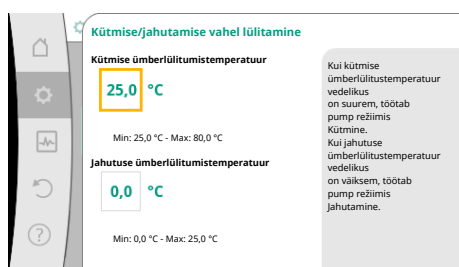 Kütmise/jahutamise vahel lülitamine
Kütmise ümberlülitumistemperatuur
25,0 °C
Min: 25,0 °C - Max: 80,0 °C
Jahutuse ümberlülitumistemperatuur
0,0 °C
Min: 0,0 °C - Max: 25,0 °C
Kui kütmise
ümberlülitustemperatuur
vedelikus
on suurem, töötab
pump režiimis
Kütmine.
Kui jahutuse
ümberlülitustemperatuur
vedelikus
on väiksem, töötab
pump režiimis
Jahutamine.
?